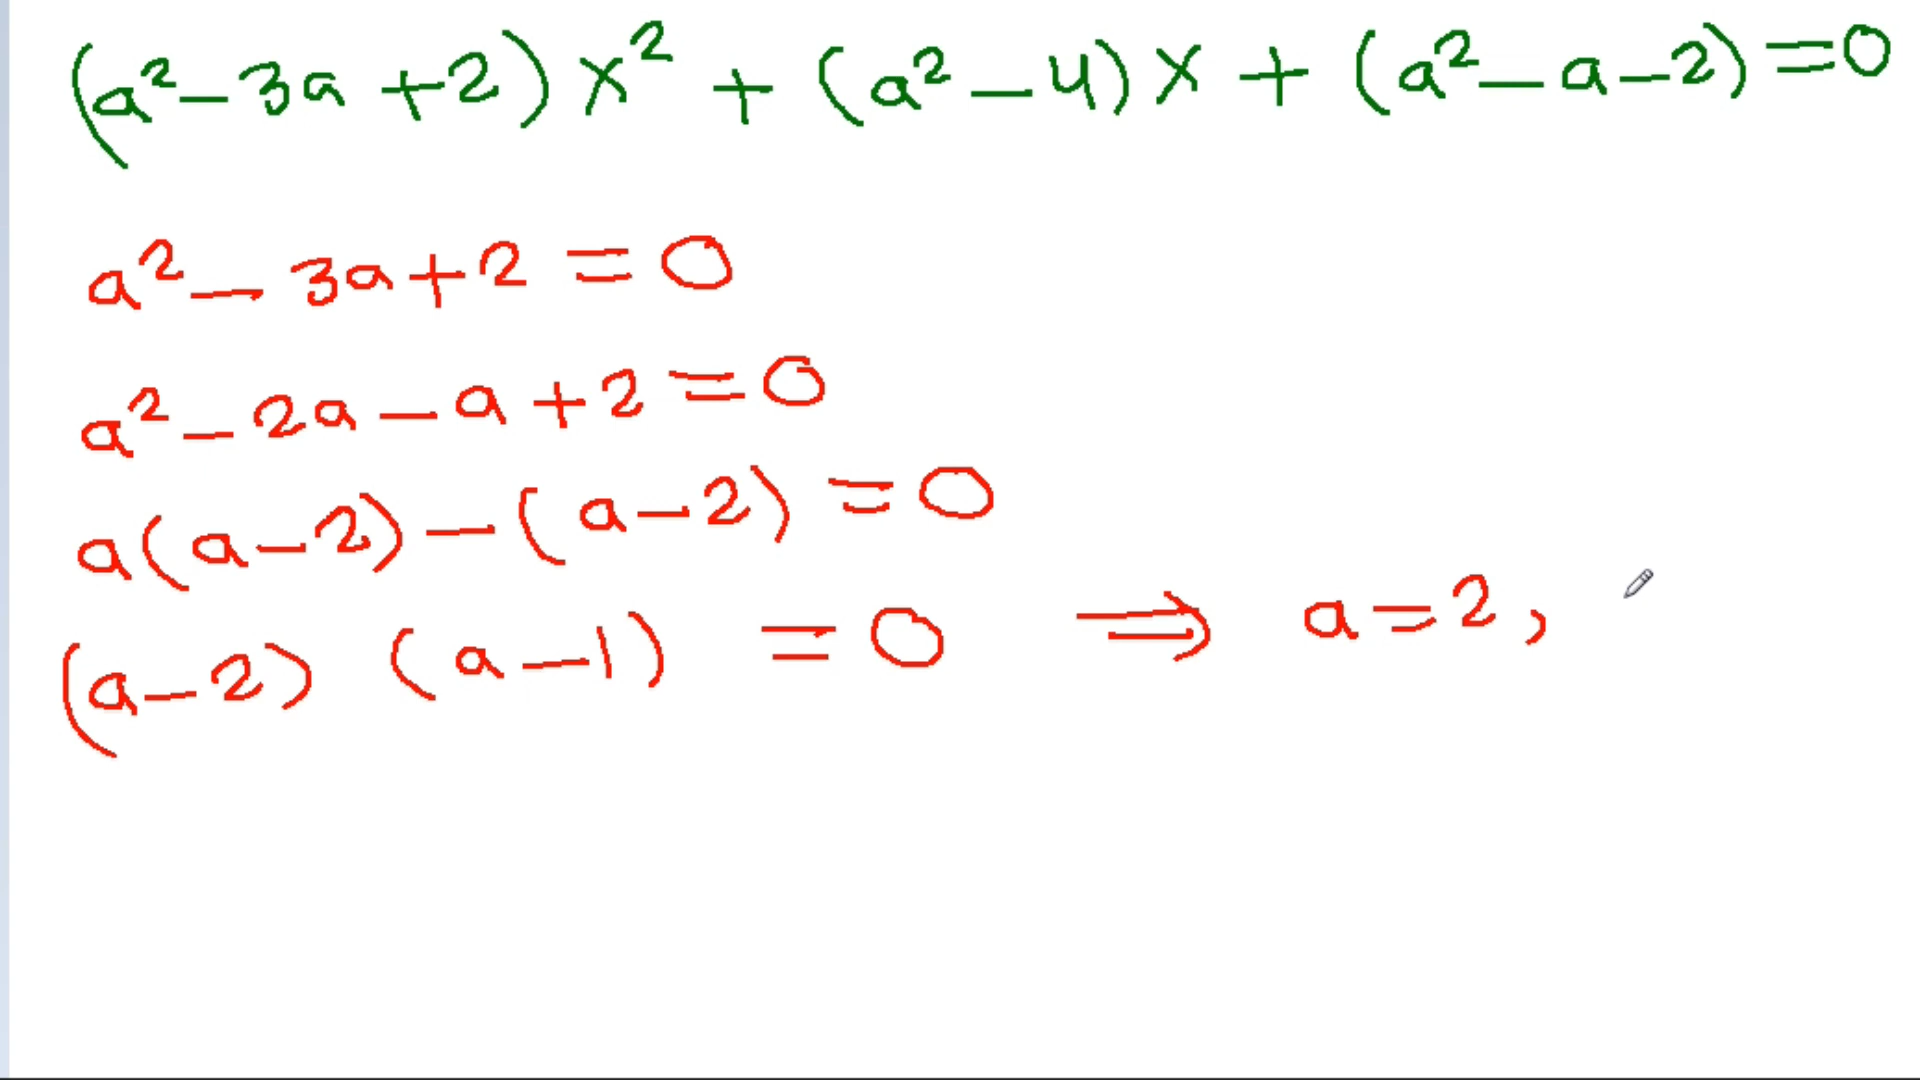 (a² - 3a + 2) x² + (a² - 4) x + (a² - a - 2) = 0
a² - 3a + 2 = 0
a² - 2a - a + 2 = 0
a(a - 2) - (a - 2) = 0
(a - 2) (a - 1) = 0 ⟹ a = 2,